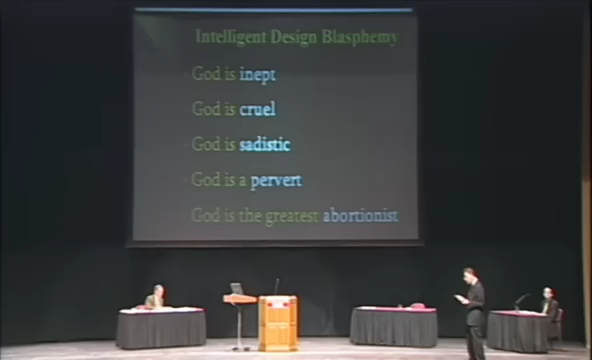 Intelligent Design Blasphemy
God is inept
God is cruel
God is sadistic
God is a pervert
God is the greatest abortionist